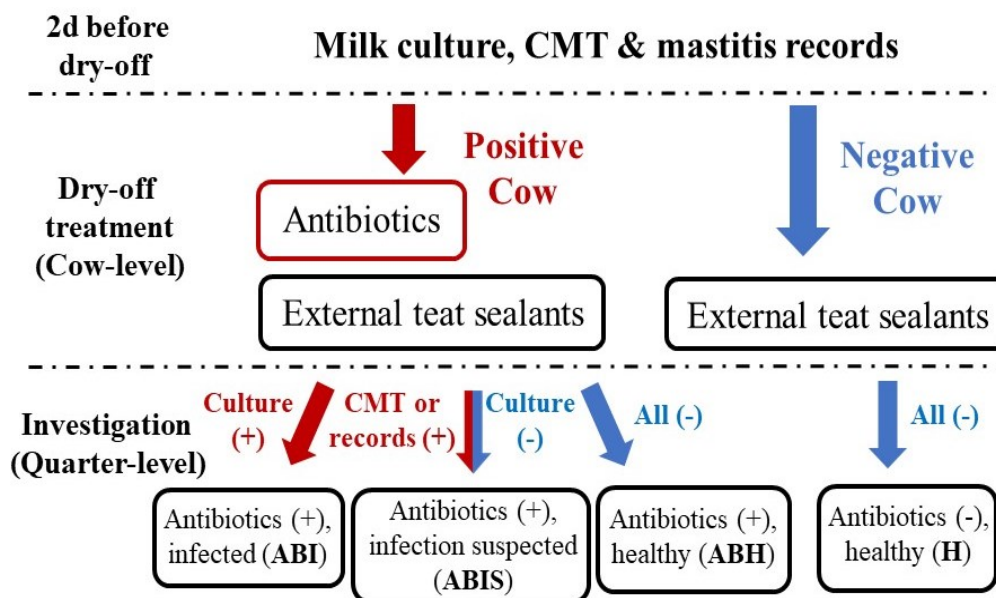 2d before
dry-off
Milk culture, CMT & mastitis records
Dry-off
treatment
(Cow-level)
Positive
Cow
Negative
Cow
Antibiotics
External teat sealants
External teat sealants
Investigation
(Quarter-level)
Culture
(+)
CMT or
records (+)
Culture
(-)
All (-)
All (-)
Antibiotics (+),
infected (ABI)
Antibiotics (+),
infection suspected
(ABIS)
Antibiotics (+),
healthy (ABH)
Antibiotics (-),
healthy (H)